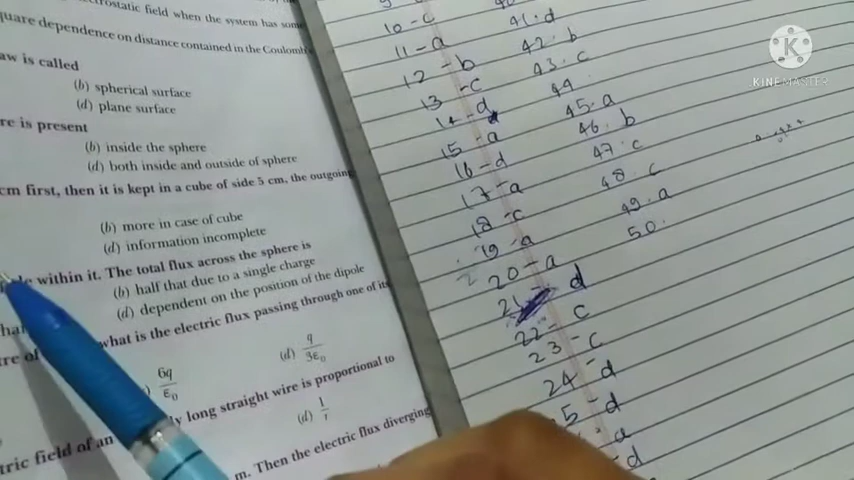 rostatic field when the system has some
quare dependence on distance contained in the Coulomb
aw is called
(b) spherical surface
(d) plane surface
re is present
(b) inside the sphere
(d) both inside and outside of sphere
cm first, then it is kept in a cube of side 5 cm, the outgoing
(b) more in case of cube
(d) information incomplete
within it. The total flux across the sphere is
(b) half that due to a single charge
(d) dependent on the position of the dipole
what is the electric flux passing through one of its
6q/ε₀
(d) q/3ε₀
ly long straight wire is proportional to
(d) 1/r
tric field of an
m. Then the electric flux diverging
10-c
11-a
12-b
13-c
14-d
15-a
16-d
17-a
18-c
19-a
20-a
21- d
22-c
23-c
24-d
5-d
a
-d
41.d
42.b
43.c
44.
45.a
46.b
47.c
48.c
49.a
50.
K
KINEMASTER